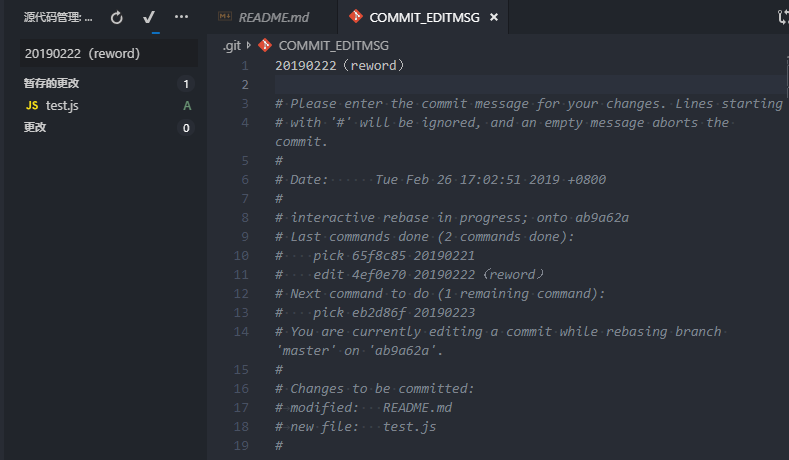 源代码管理: ...
README.md
COMMIT_EDITMSG
20190222（reword）
暂存的更改 1
JS test.js A
更改 0
.git COMMIT_EDITMSG
1 20190222（reword）
2
3 # Please enter the commit message for your changes. Lines starting
4 # with '#' will be ignored, and an empty message aborts the
commit.
5 #
6 # Date:      Tue Feb 26 17:02:51 2019 +0800
7 #
8 # interactive rebase in progress; onto ab9a62a
9 # Last commands done (2 commands done):
10 #    pick 65f8c85 20190221
11 #    edit 4ef0e70 20190222（reword）
12 # Next command to do (1 remaining command):
13 #    pick eb2d86f 20190223
14 # You are currently editing a commit while rebasing branch
'master' on 'ab9a62a'.
15 #
16 # Changes to be committed:
17 # modified:   README.md
18 # new file:   test.js
19 #